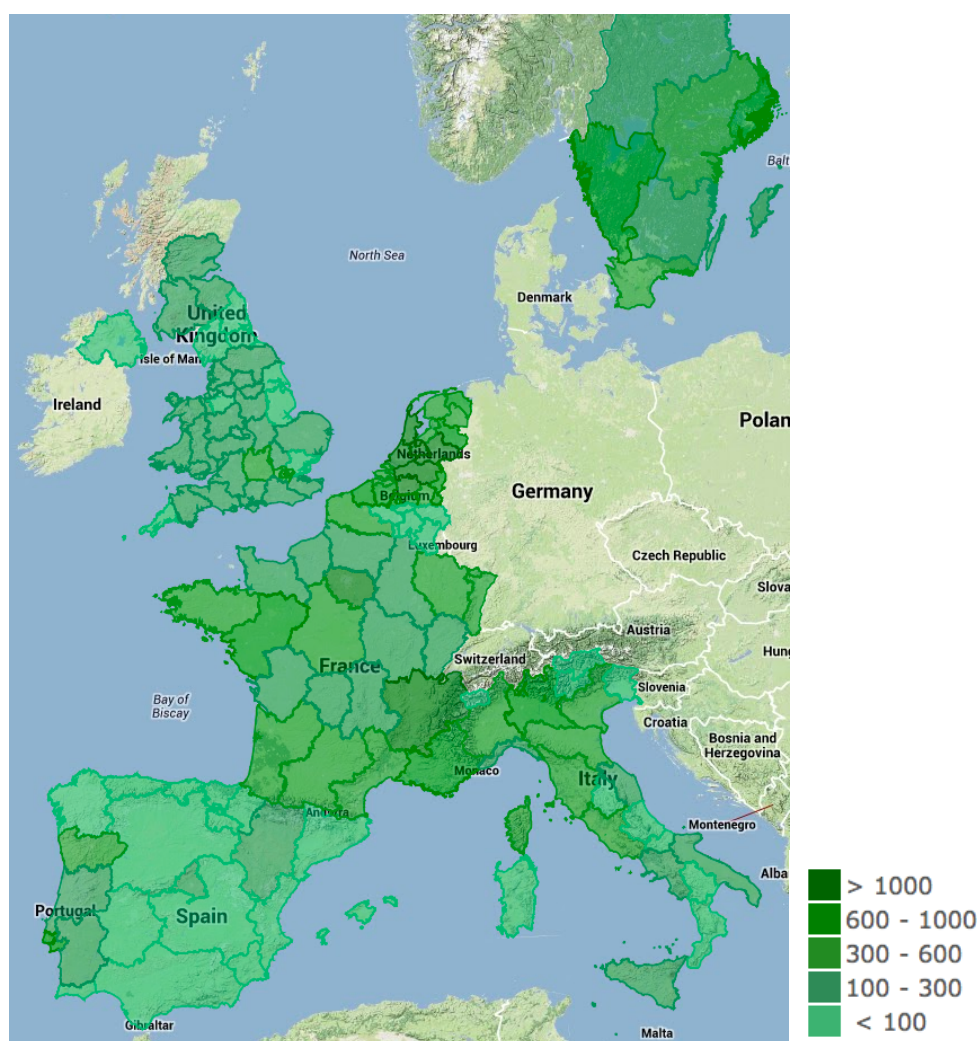 North Sea
Balt
Denmark
United
Kingdom
Isle of Man
Ireland
Polan
Netherlands
Germany
Belgium
Luxembourg
Czech Republic
Slova
Austria
Hung
Switzerland
France
Slovenia
Bay of
Biscay
Croatia
Bosnia and
Herzegovina
Monaco
Italy
Andorra
Montenegro
Alba
Portugal
Spain
Gibraltar
Malta
> 1000
600 - 1000
300 - 600
100 - 300
< 100